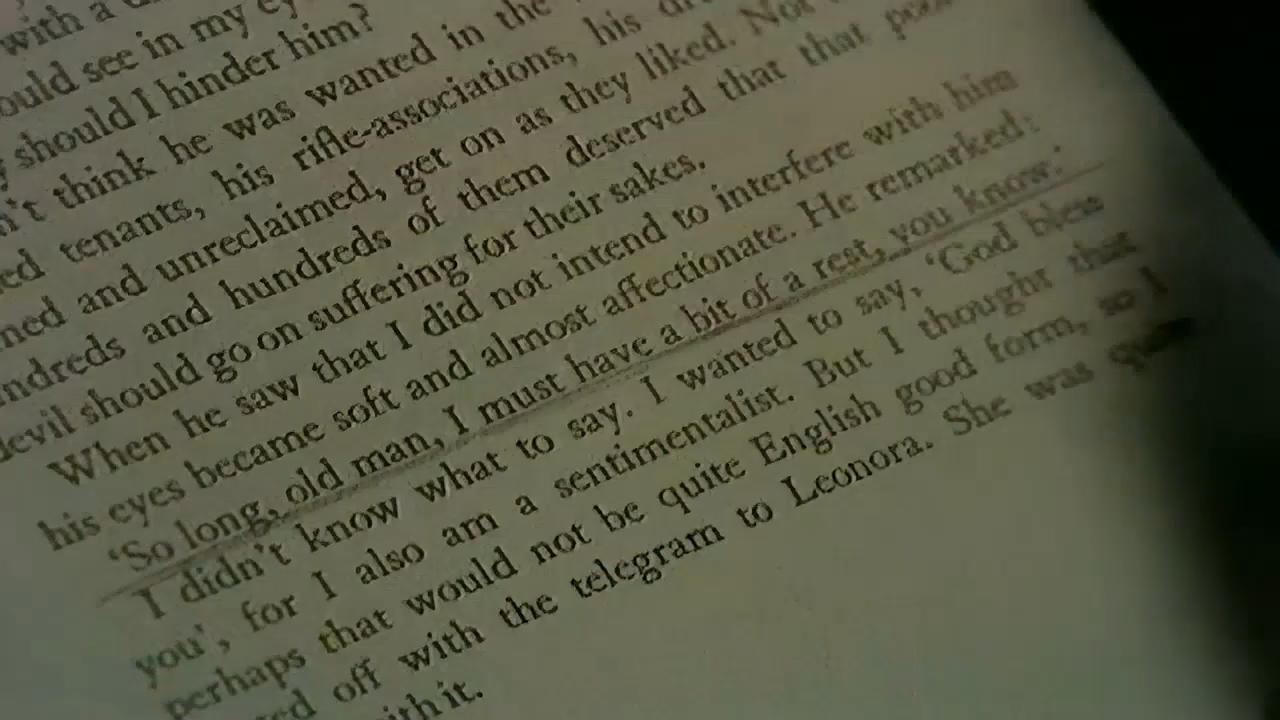 with a
ould see in my
should I hinder him?
n't think he was wanted in the
ed tenants, his rifle-associations, his
ned and unreclaimed, get on as they liked.
ndreds and hundreds of them deserved that that
devil should go on suffering for their sakes.
When he saw that I did not intend to interfere with him
his eyes became soft and almost affectionate. He remarked:
'So long, old man, I must have a bit of a rest, you know.'
I didn't know what to say. I wanted to say, 'God bless
you', for I also am a sentimentalist. But I thought that
perhaps that would not be quite English good form, so I
off with the telegram to Leonora. She was quite
ith it.